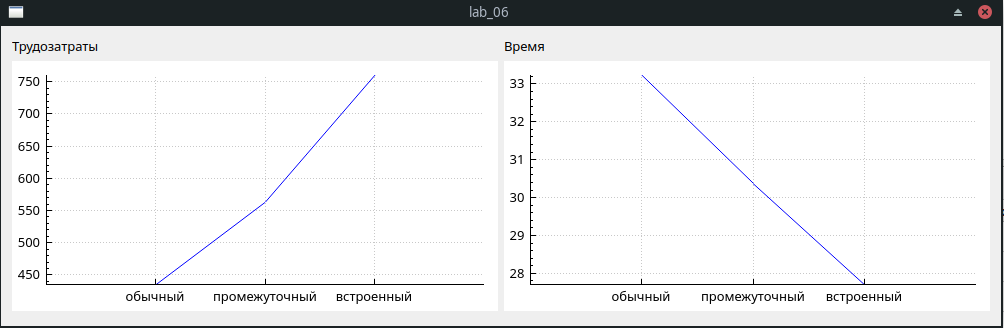 lab_06
Трудозатраты
750
700
650
600
550
500
450
обычный промежуточный встроенный
Время
33
32
31
30
29
28
обычный промежуточный встроенный